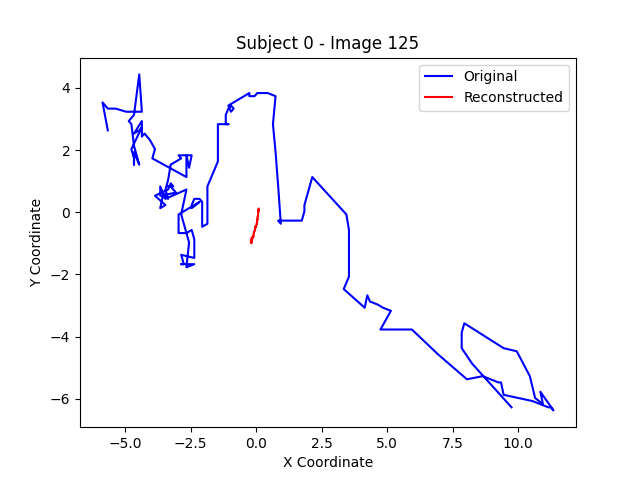 Subject 0 - Image 125
Original
Reconstructed
Y Coordinate
4
2
0
−2
−4
−6
−5.0 −2.5 0.0 2.5 5.0 7.5 10.0
X Coordinate